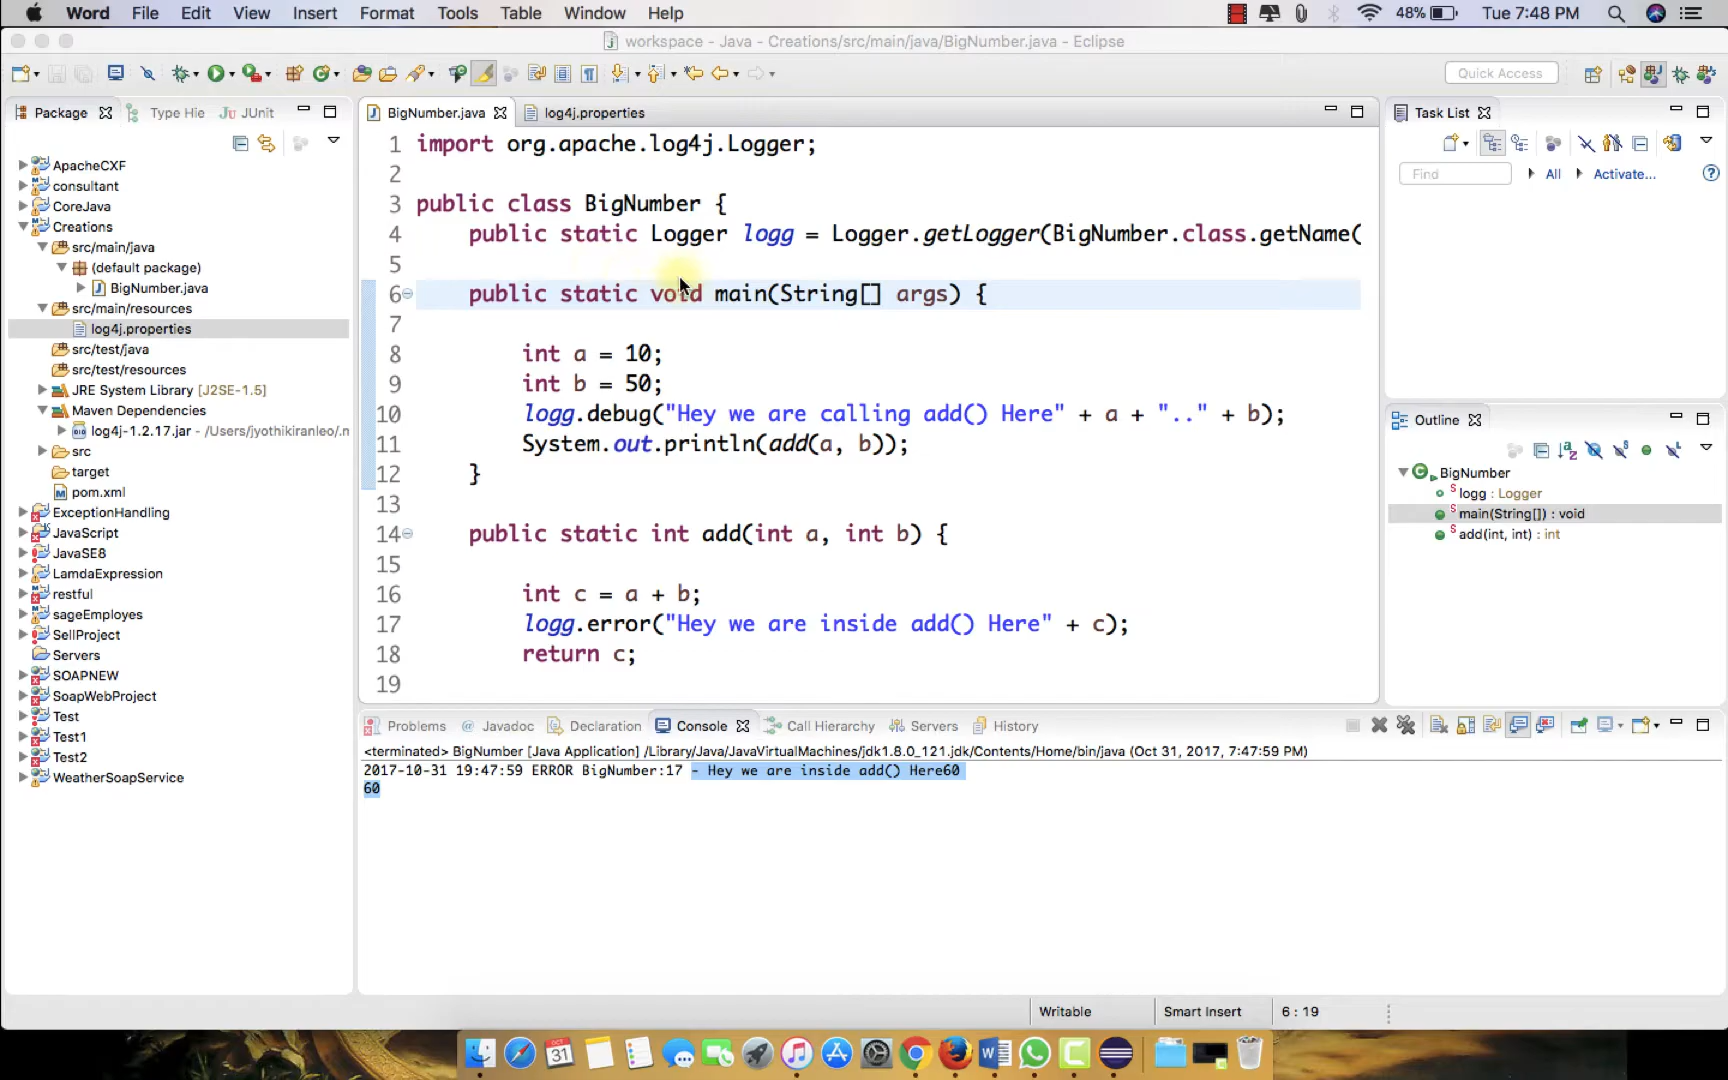 Word File Edit View Insert Format Tools Table Window Help 48% Tue 7:48 PM
workspace - Java - Creations/src/main/java/BigNumber.java - Eclipse
Quick Access
Package Type Hie JUnit
BigNumber.java log4j.properties
Task List
Find All Activate...
ApacheCXF
consultant
CoreJava
Creations
src/main/java
(default package)
BigNumber.java
src/main/resources
log4j.properties
src/test/java
src/test/resources
JRE System Library [J2SE-1.5]
Maven Dependencies
log4j-1.2.17.jar - /Users/jyothikiranleo/.m
src
target
pom.xml
ExceptionHandling
JavaScript
JavaSE8
LamdaExpression
restful
sageEmployes
SellProject
Servers
SOAPNEW
SoapWebProject
Test
Test1
Test2
WeatherSoapService
1 import org.apache.log4j.Logger;
2
3 public class BigNumber {
4 public static Logger logg = Logger.getLogger(BigNumber.class.getName(
5
6 public static void main(String[] args) {
7
8 int a = 10;
9 int b = 50;
10 logg.debug("Hey we are calling add() Here" + a + ".." + b);
11 System.out.println(add(a, b));
12 }
13
14 public static int add(int a, int b) {
15
16 int c = a + b;
17 logg.error("Hey we are inside add() Here" + c);
18 return c;
19
Outline
BigNumber
logg : Logger
main(String[]) : void
add(int, int) : int
Problems Javadoc Declaration Console Call Hierarchy Servers History
<terminated> BigNumber [Java Application] /Library/Java/JavaVirtualMachines/jdk1.8.0_121.jdk/Contents/Home/bin/java (Oct 31, 2017, 7:47:59 PM)
2017-10-31 19:47:59 ERROR BigNumber:17 - Hey we are inside add() Here60
60
Writable Smart Insert 6 : 19
OCT
31